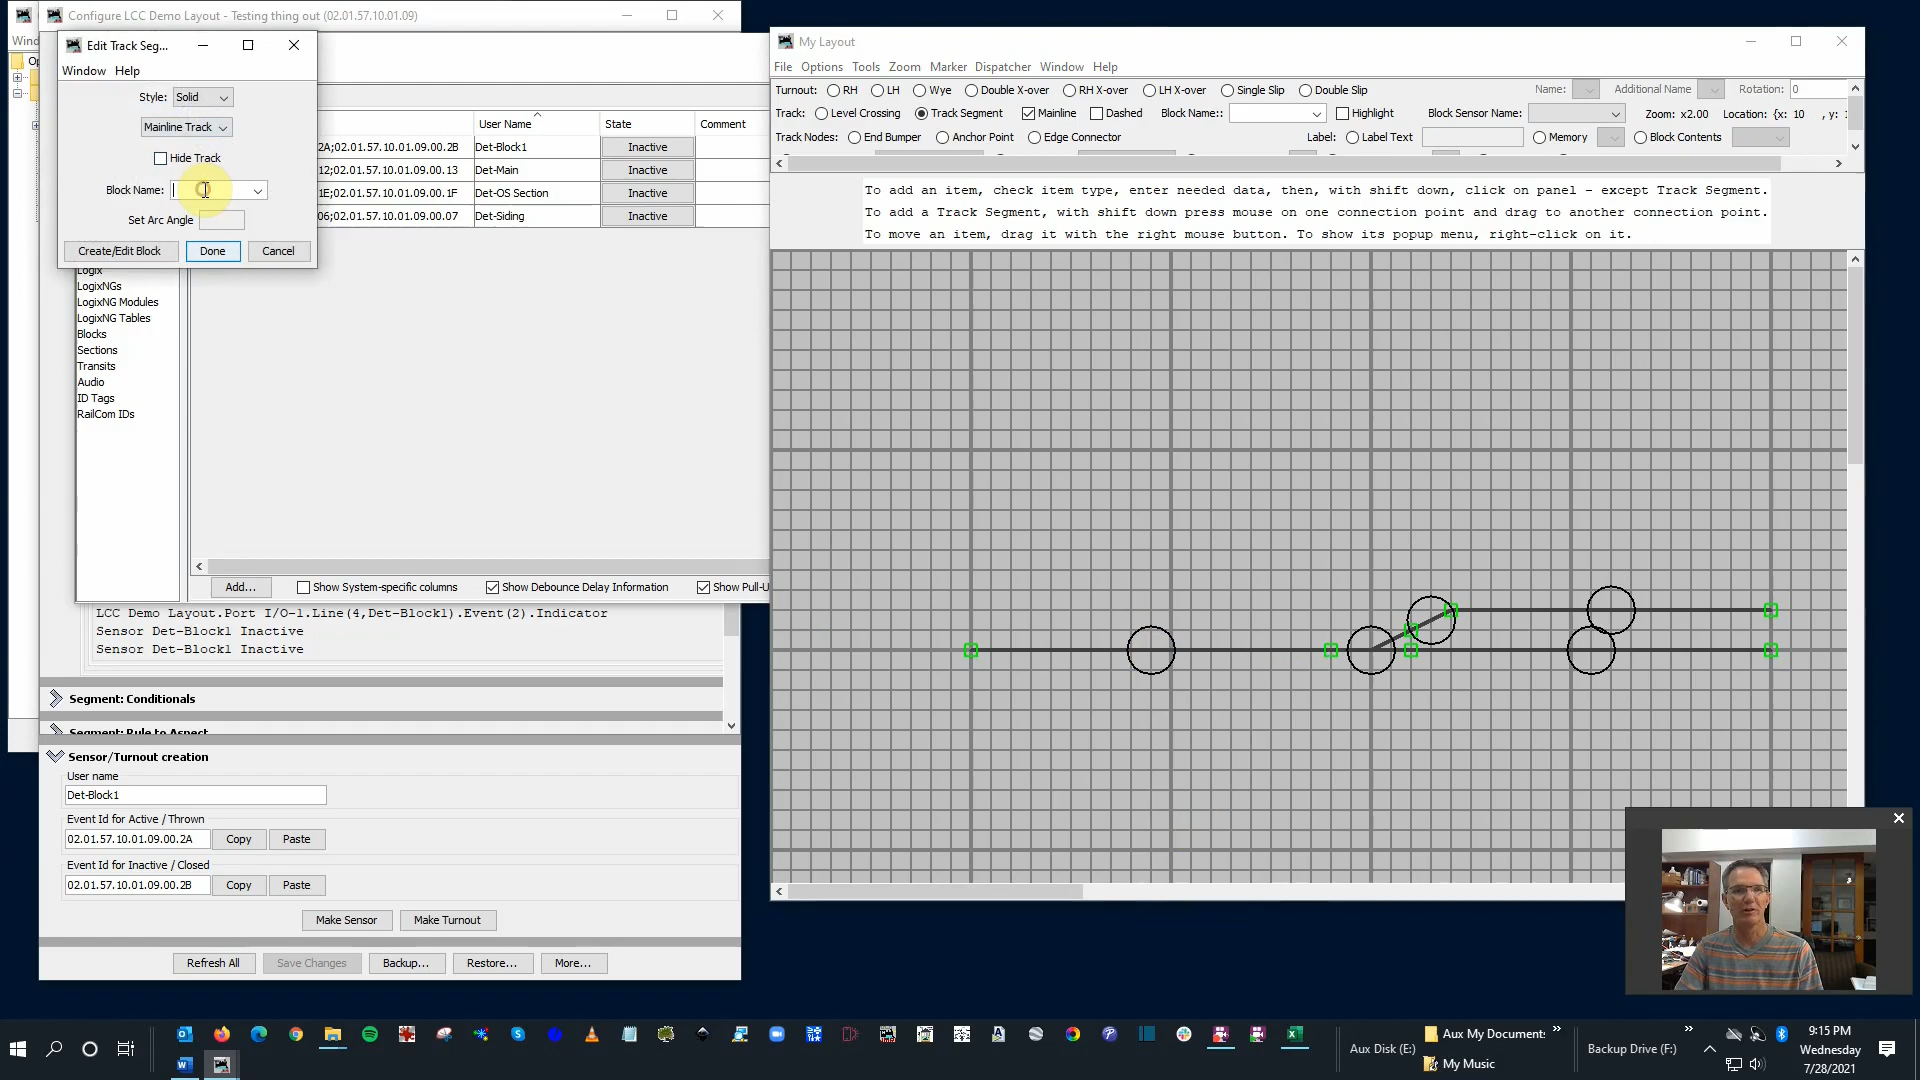 Configure LCC Demo Layout - Testing thing out (02.01.57.10.01.09)
Wind
Op
Edit Track Seg...
Window Help
Style: Solid
Mainline Track
Hide Track
Block Name:
Set Arc Angle
Create/Edit Block Done Cancel
User Name State Comment
2A;02.01.57.10.01.09.00.2B Det-Block1 Inactive
12;02.01.57.10.01.09.00.13 Det-Main Inactive
1E;02.01.57.10.01.09.00.1F Det-OS Section Inactive
06;02.01.57.10.01.09.00.07 Det-Siding Inactive
Logix
LogixNGs
LogixNG Modules
LogixNG Tables
Blocks
Sections
Transits
Audio
ID Tags
RailCom IDs
Add... Show System-specific columns Show Debounce Delay Information Show Pull-U
LCC Demo Layout.Port I/O-1.Line(4,Det-Block1).Event(2).Indicator
Sensor Det-Block1 Inactive
Sensor Det-Block1 Inactive
Segment: Conditionals
Segment: Rule to Aspect
Sensor/Turnout creation
User name
Det-Block1
Event Id for Active / Thrown
02.01.57.10.01.09.00.2A Copy Paste
Event Id for Inactive / Closed
02.01.57.10.01.09.00.2B Copy Paste
Make Sensor Make Turnout
Refresh All Save Changes Backup... Restore... More...
My Layout
File Options Tools Zoom Marker Mainline Dispatcher Window Help
Turnout: RH LH Wye Double X-over RH X-over LH X-over Single Slip Double Slip Name: Additional Name Rotation: 0
Track: Level Crossing Track Segment Mainline Dashed Block Name:: Highlight Block Sensor Name: Zoom: x2.00 Location: {x: 10 , y: 1
Track Nodes: End Bumper Anchor Point Edge Connector Label: Label Text Memory Block Contents
To add an item, check item type, enter needed data, then, with shift down, click on panel - except Track Segment.
To add a Track Segment, with shift down press mouse on one connection point and drag to another connection point.
To move an item, drag it with the right mouse button. To show its popup menu, right-click on it.
Aux Disk (E:)
Aux My Documents
My Music
Backup Drive (F:)
9:15 PM
Wednesday
7/28/2021